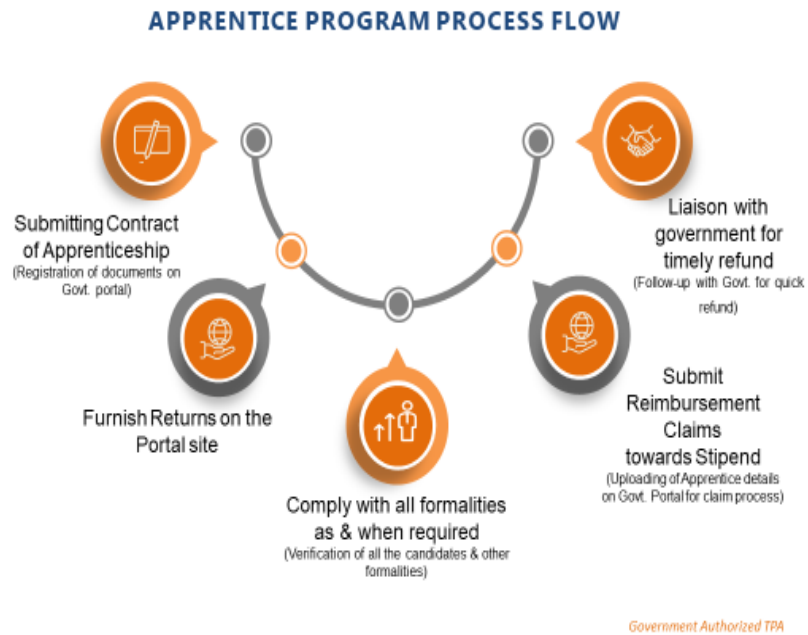 APPRENTICE PROGRAM PROCESS FLOW
Submitting Contract
of Apprenticeship
(Registration of documents on
Govt. portal)
Furnish Returns on the
Portal site
Comply with all formalities
as & when required
(Verification of all the candidates & other
formalities)
Submit
Reimbursement
Claims
towards Stipend
(Uploading of Apprentice details
on Govt. Portal for claim process)
Liaison with
government for
timely refund
(Follow-up with Govt. for quick
refund)
Government Authorized TPA